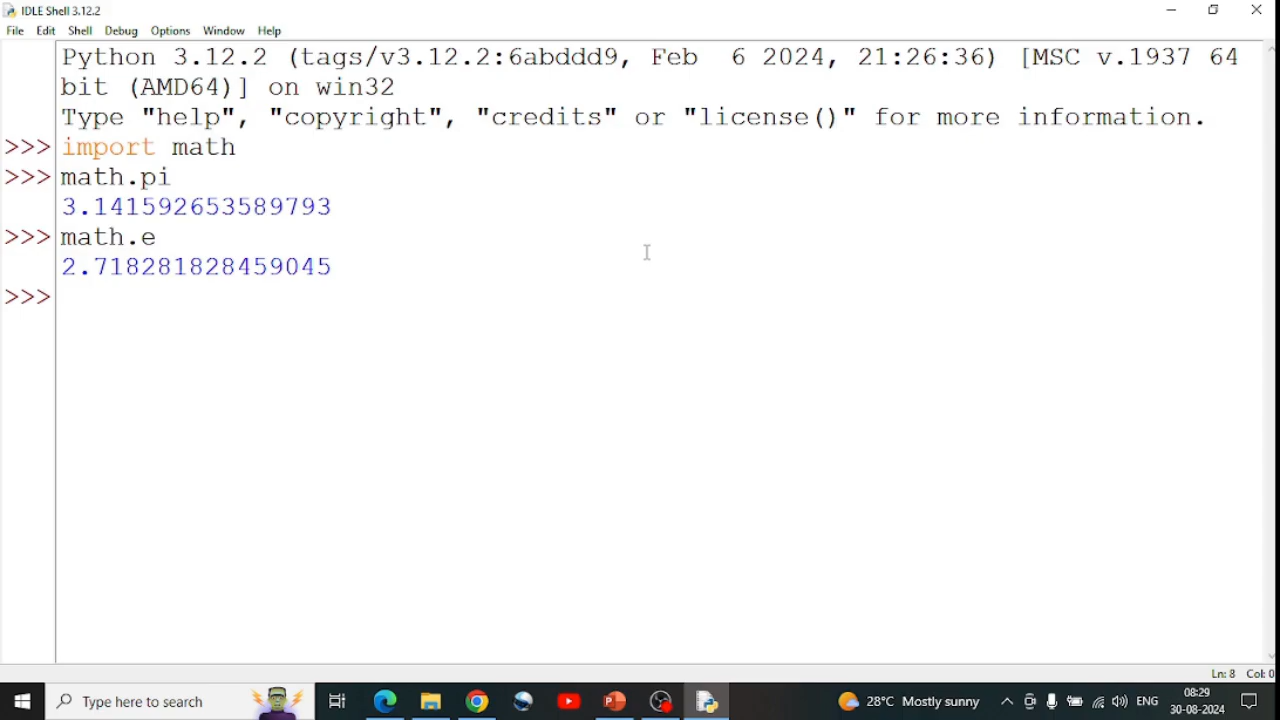 IDLE Shell 3.12.2
File Edit Shell Debug Options Window Help
Python 3.12.2 (tags/v3.12.2:6abddd9, Feb  6 2024, 21:26:36) [MSC v.1937 64
bit (AMD64)] on win32
Type "help", "copyright", "credits" or "license()" for more information.
>>> import math
>>> math.pi
3.141592653589793
>>> math.e
2.718281828459045
>>>
Ln: 8 Col: 0
Type here to search 28°C Mostly sunny ENG 08:29
30-08-2024